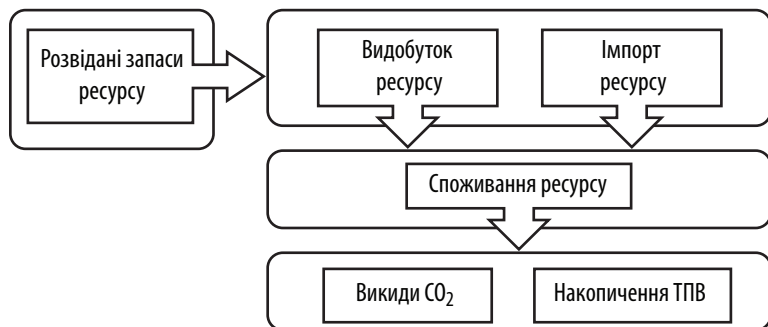 Розвідані запаси
ресурсу
Видобуток
ресурсу
Імпорт
ресурсу
Споживання ресурсу
Викиди CO₂
Накопичення ТПВ